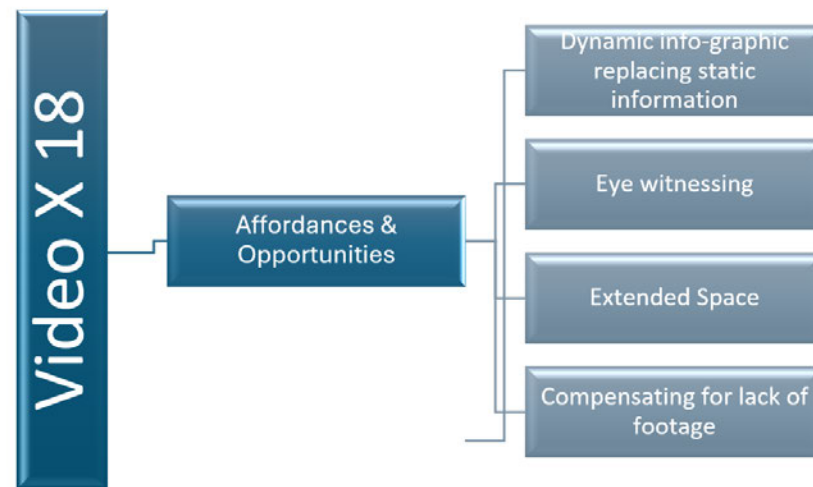 Video X 18
Affordances &
Opportunities
Dynamic info-graphic
replacing static
information
Eye witnessing
Extended Space
Compensating for lack of
footage